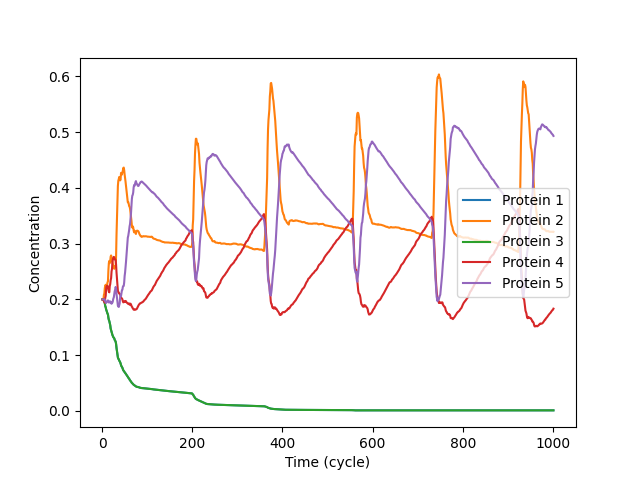 0.6
0.5
0.4
0.3
0.2
0.1
0.0
Concentration
Protein 1
Protein 2
Protein 3
Protein 4
Protein 5
0 200 400 600 800 1000
Time (cycle)